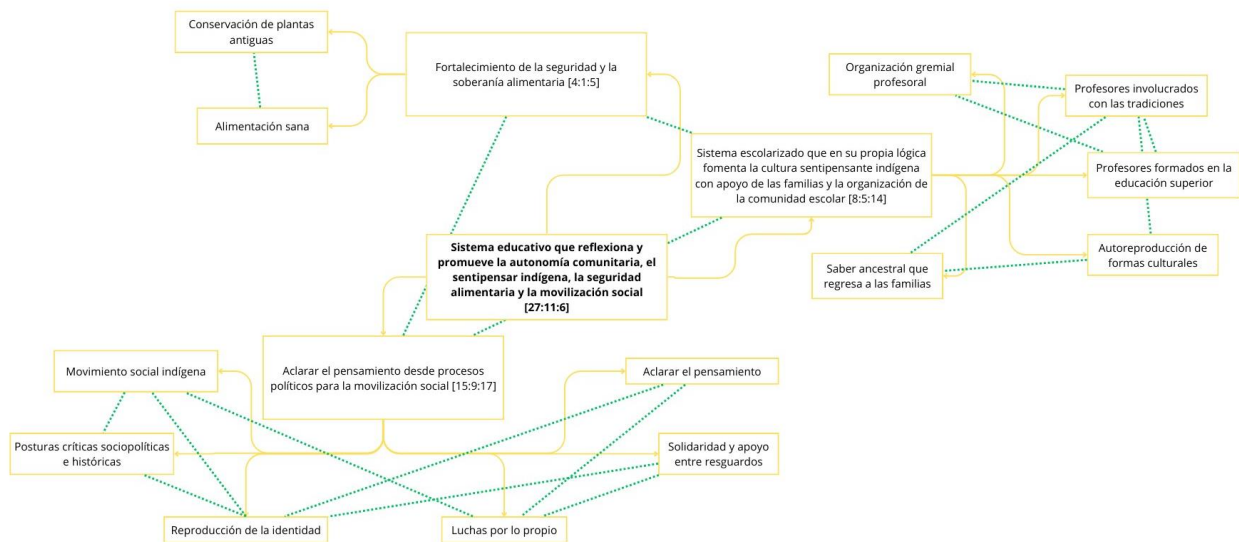 Conservación de plantas
antiguas
Fortalecimiento de la seguridad y la
soberanía alimentaria [4:1:5]
Alimentación sana
Organización gremial
profesoral
Profesores involucrados
con las tradiciones
Sistema escolarizado que en su propia lógica
fomenta la cultura sentipensante indígena
con apoyo de las familias y la organización de
la comunidad escolar [8:5:14]
Profesores formados en la
educación superior
Autoreproducción de
formas culturales
Saber ancestral que
regresa a las familias
Sistema educativo que reflexiona y
promueve la autonomía comunitaria, el
sentipensar indígena, la seguridad
alimentaria y la movilización social
[27:11:6]
Aclarar el pensamiento desde procesos
políticos para la movilización social [15:9:17]
Movimiento social indígena
Aclarar el pensamiento
Posturas críticas sociopolíticas
e históricas
Solidaridad y apoyo
entre resguardos
Reproducción de la identidad
Luchas por lo propio